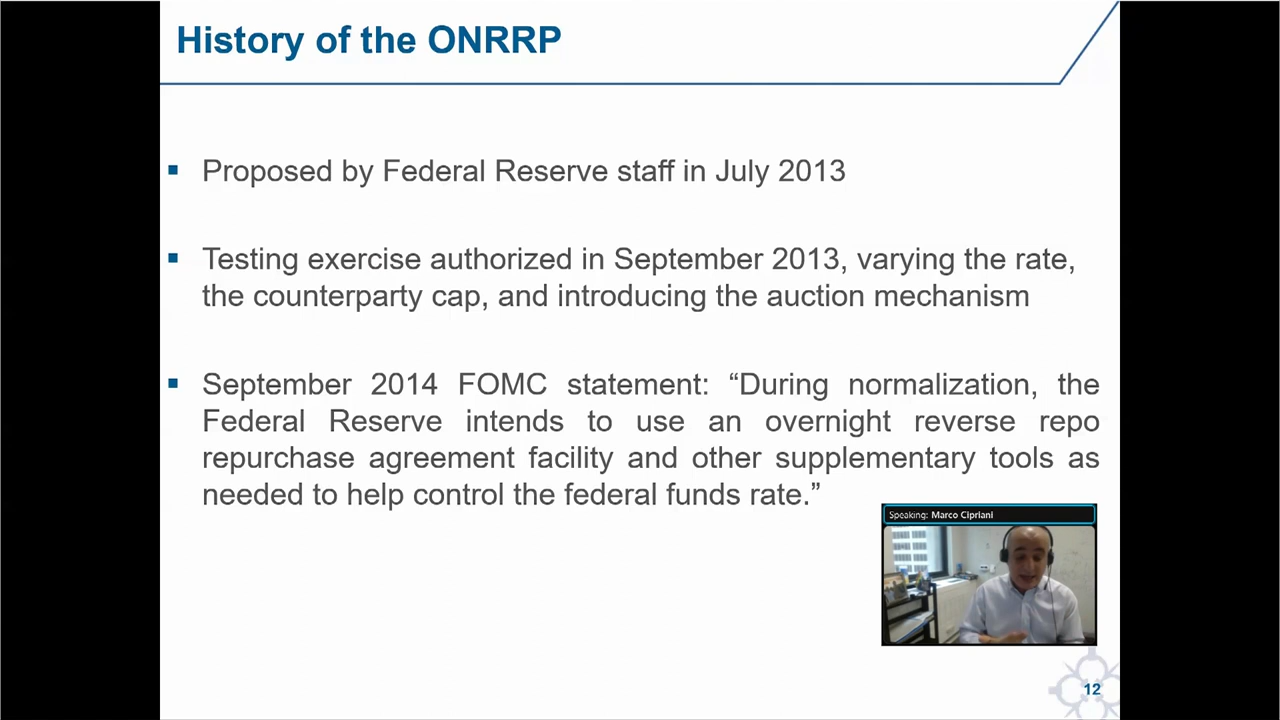 History of the ONRRP
Proposed by Federal Reserve staff in July 2013
Testing exercise authorized in September 2013, varying the rate,
the counterparty cap, and introducing the auction mechanism
September 2014 FOMC statement: “During normalization, the
Federal Reserve intends to use an overnight reverse repo
repurchase agreement facility and other supplementary tools as
needed to help control the federal funds rate.”
Speaking: Marco Cipriani
12